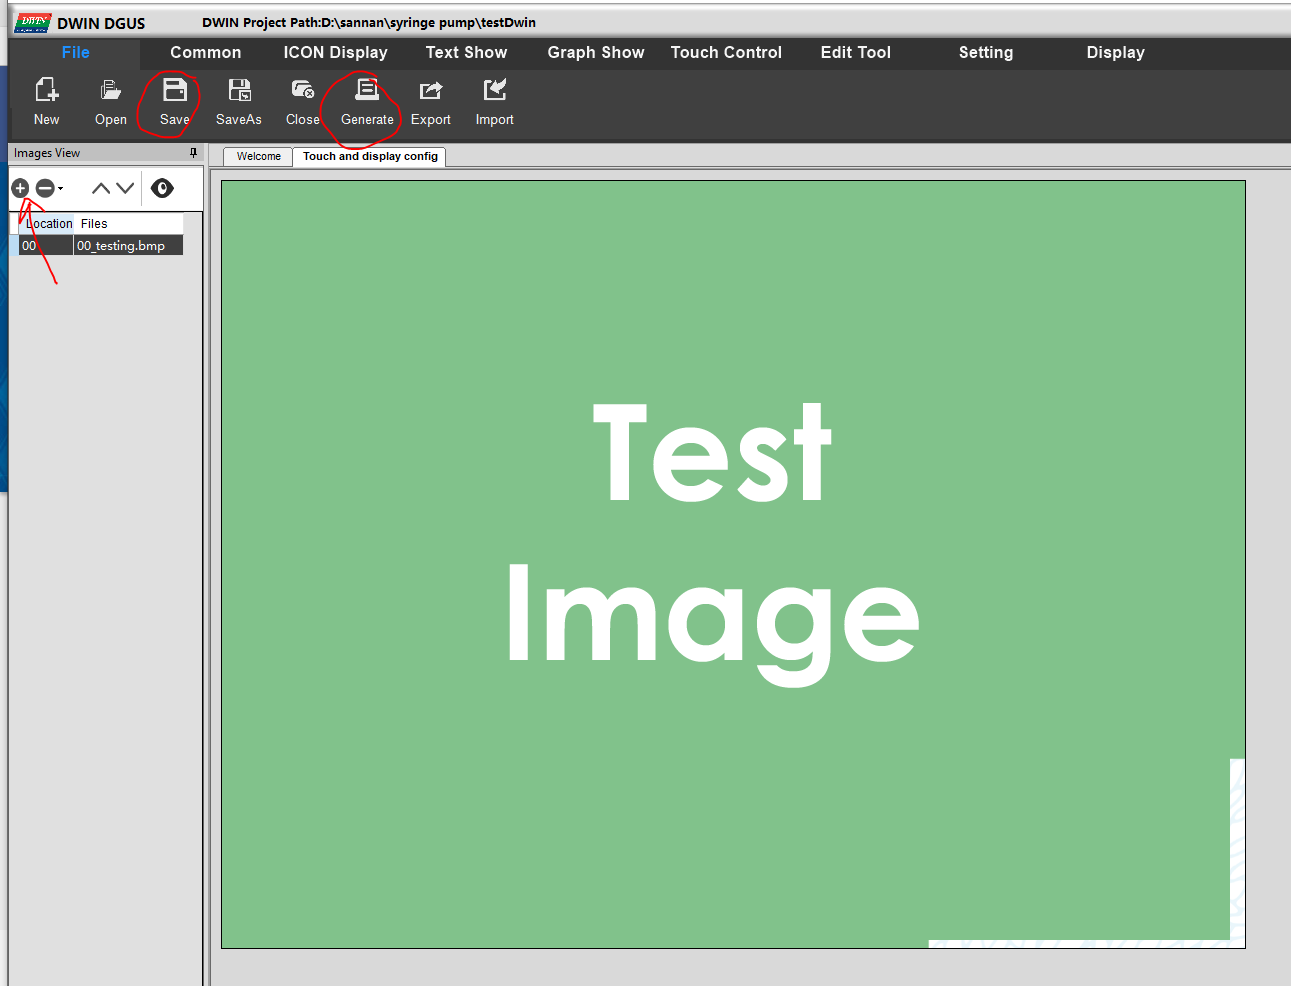 DWIN DWIN DGUS DWIN Project Path:D:\sannan\syringe pump\testDwin
File Common ICON Display Text Show Graph Show Touch Control Edit Tool Setting Display
New Open Save SaveAs Close Generate Export Import
Images View Welcome Touch and display config
Location Files
00 00_testing.bmp
Test
Image